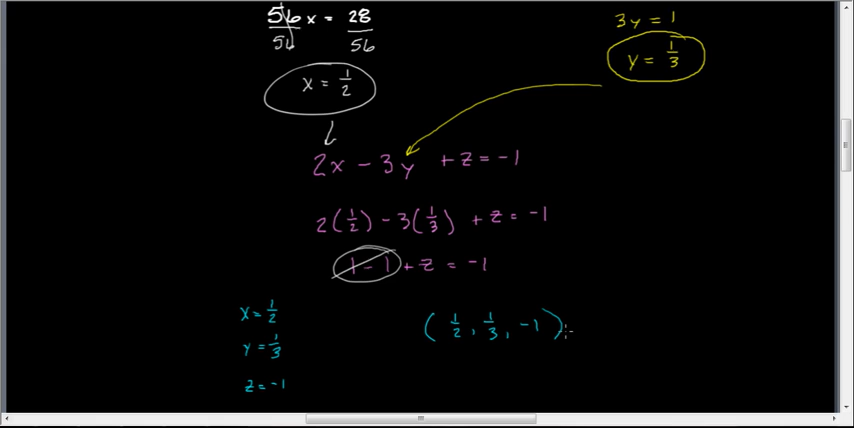 56x = 28
56 56
3y = 1
y = 1/3
x = 1/2
2x - 3y + z = -1
2(1/2) - 3(1/3) + z = -1
1 - 1 + z = -1
x = 1/2
y = 1/3
z = -1
(1/2, 1/3, -1)